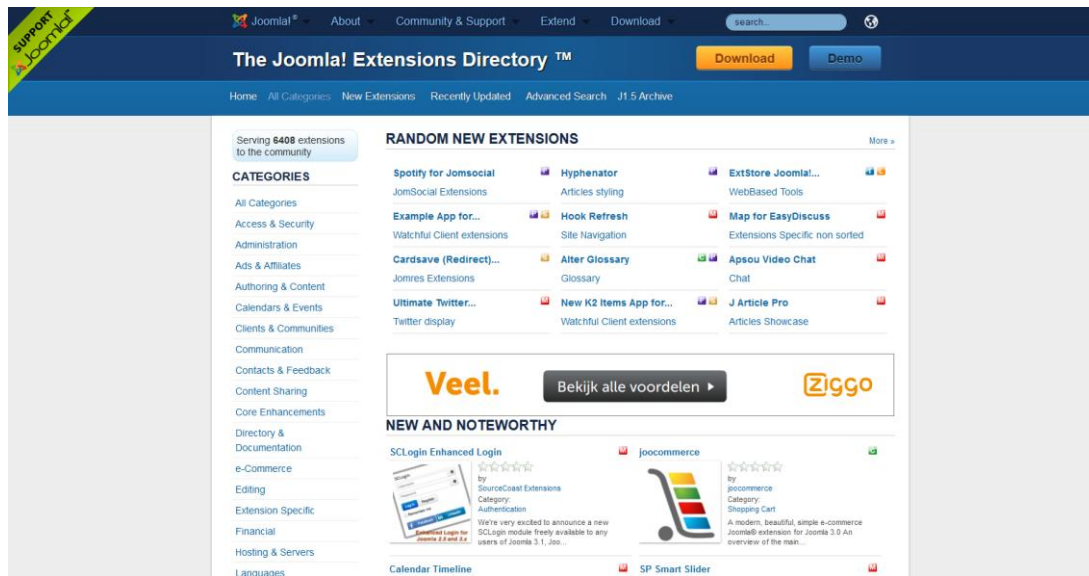 SUPPORT
Joomla!
Joomla!® About Community & Support Extend Download search...
The Joomla! Extensions Directory ™ Download Demo
Home All Categories New Extensions Recently Updated Advanced Search J1.5 Archive
Serving 6408 extensions
to the community
CATEGORIES
All Categories
Access & Security
Administration
Ads & Affiliates
Authoring & Content
Calendars & Events
Clients & Communities
Communication
Contacts & Feedback
Content Sharing
Core Enhancements
Directory &
Documentation
e-Commerce
Editing
Extension Specific
Financial
Hosting & Servers
Languages
RANDOM NEW EXTENSIONS More »
Spotify for Jomsocial
JomSocial Extensions
Hyphenator
Articles styling
ExtStore Joomla!...
WebBased Tools
Example App for...
Watchful Client extensions
Hook Refresh
Site Navigation
Map for EasyDiscuss
Extensions Specific non sorted
Cardsave (Redirect)...
Jomres Extensions
Alter Glossary
Glossary
Apsou Video Chat
Chat
Ultimate Twitter...
Twitter display
New K2 Items App for...
Watchful Client extensions
J Article Pro
Articles Showcase
Veel. Bekijk alle voordelen ziggo
NEW AND NOTEWORTHY
SCLogin Enhanced Login
SCLogin
Enhanced Login for
Joomla 2.0 and 3.x
by
SourceCoast Extensions
Category:
Authentication
We're very excited to announce a new
SCLogin module freely available to any
users of Joomla 3.1, Joo...
joocommerce
by
joocommerce
Category:
Shopping Cart
A modern, beautiful, simple e-commerce
Joomla® extension for Joomla 3.0 An
overview of the main...
Calendar Timeline
SP Smart Slider